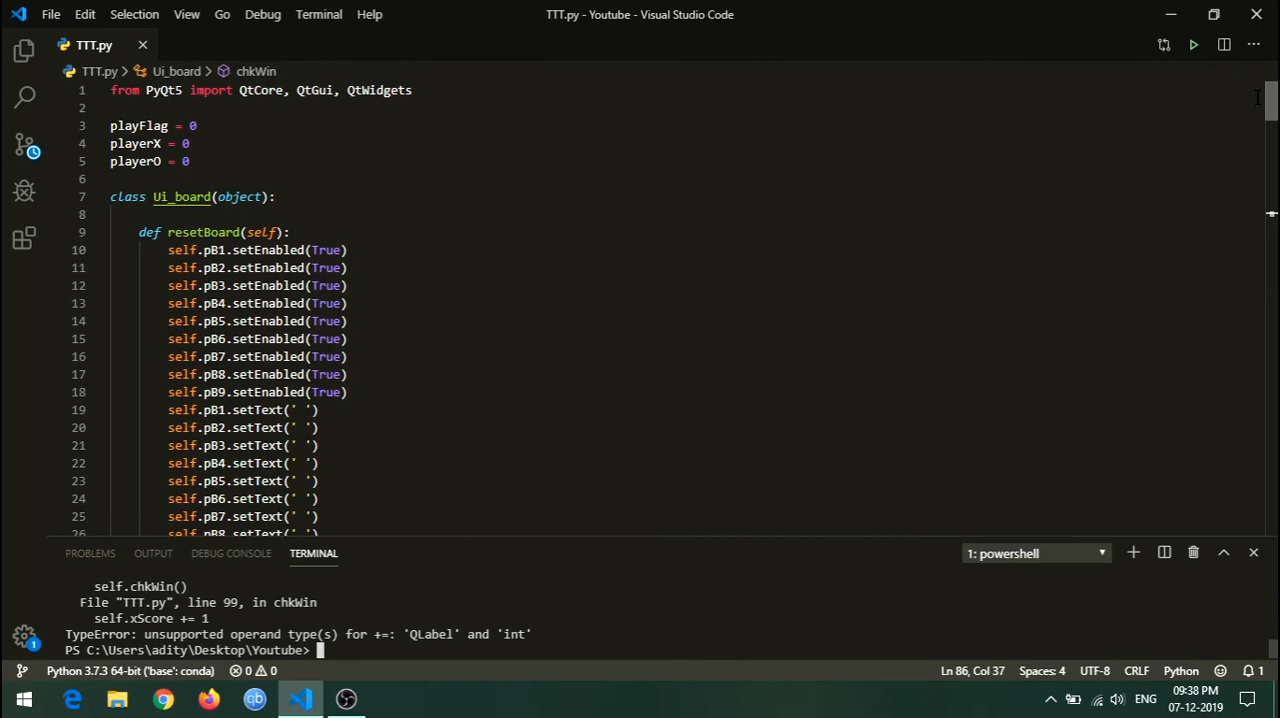 File Edit Selection View Go Debug Terminal Help TTT.py - Youtube - Visual Studio Code
TTT.py
TTT.py > Ui_board > chkWin
1 from PyQt5 import QtCore, QtGui, QtWidgets
2
3 playFlag = 0
4 playerX = 0
5 playerO = 0
6
7 class Ui_board(object):
8
9 def resetBoard(self):
10 self.pB1.setEnabled(True)
11 self.pB2.setEnabled(True)
12 self.pB3.setEnabled(True)
13 self.pB4.setEnabled(True)
14 self.pB5.setEnabled(True)
15 self.pB6.setEnabled(True)
16 self.pB7.setEnabled(True)
17 self.pB8.setEnabled(True)
18 self.pB9.setEnabled(True)
19 self.pB1.setText(' ')
20 self.pB2.setText(' ')
21 self.pB3.setText(' ')
22 self.pB4.setText(' ')
23 self.pB5.setText(' ')
24 self.pB6.setText(' ')
25 self.pB7.setText(' ')
26 self.pB8.setText(' ')
PROBLEMS OUTPUT DEBUG CONSOLE TERMINAL 1: powershell
self.chkWin()
File "TTT.py", line 99, in chkWin
self.xScore += 1
TypeError: unsupported operand type(s) for +=: 'QLabel' and 'int'
PS C:\Users\adity\Desktop\Youtube>
1
Python 3.7.3 64-bit ('base': conda) 0 0 Ln 86, Col 37 Spaces: 4 UTF-8 CRLF Python 1
qb ENG 09:38 PM
07-12-2019